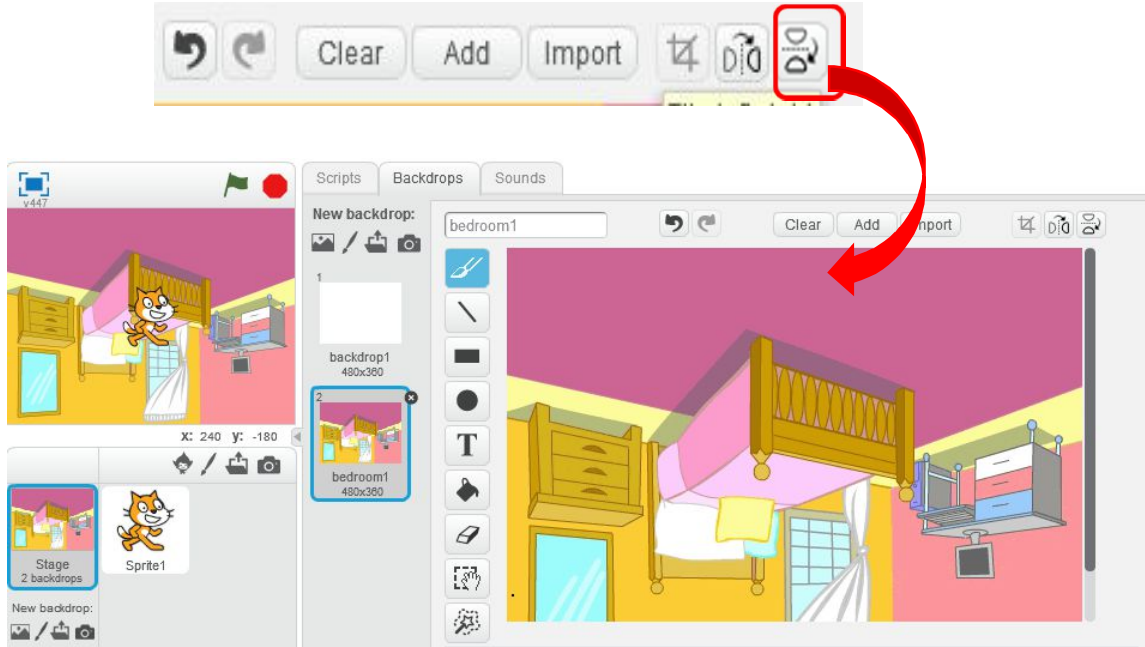 Clear Add Import
v447
Scripts Backdrops Sounds
New backdrop:
bedroom1
Clear Add
1
backdrop1
480x360
2
bedroom1
480x360
T
x: 240 y: -180
Stage
2 backdrops
Sprite1
New backdrop: